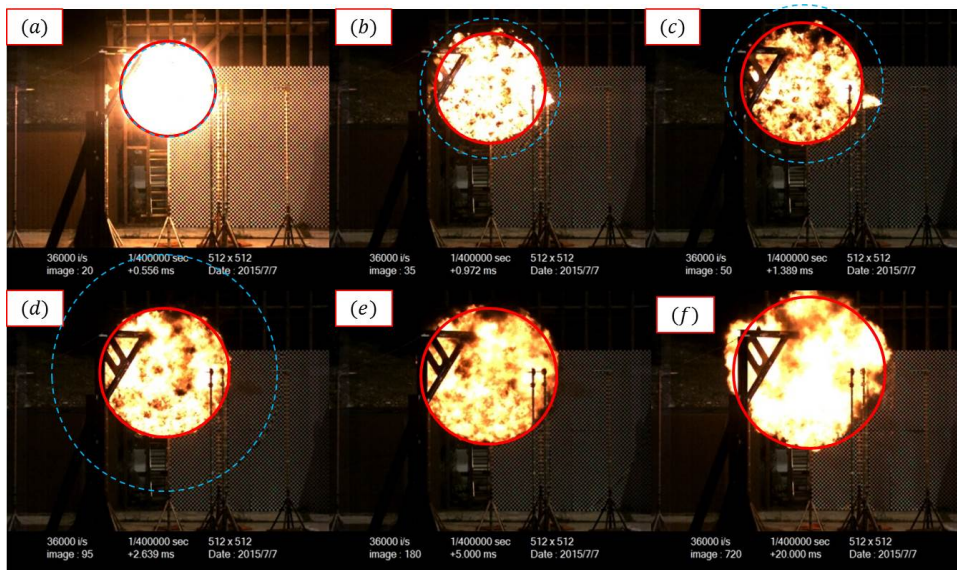 (a)
(b)
(c)
36000 i/s 1/400000 sec 512 x 512
image : 20 +0.556 ms Date : 2015/7/7
36000 i/s 1/400000 sec 512 x 512
image : 35 +0.972 ms Date : 2015/7/7
36000 i/s 1/400000 sec 512 x 512
image : 50 +1.389 ms Date : 2015/7/7
(d)
(e)
(f)
36000 i/s 1/400000 sec 512 x 512
image : 95 +2.639 ms Date : 2015/7/7
36000 i/s 1/400000 sec 512 x 512
image : 180 +5.000 ms Date : 2015/7/7
36000 i/s 1/400000 sec 512 x 512
image : 720 +20.000 ms Date : 2015/7/7